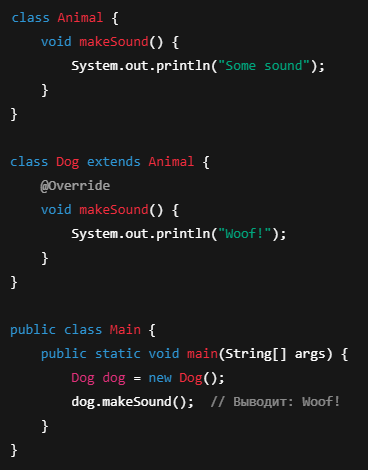 class Animal {
    void makeSound() {
        System.out.println("Some sound");
    }
}

class Dog extends Animal {
    @Override
    void makeSound() {
        System.out.println("Woof!");
    }
}

public class Main {
    public static void main(String[] args) {
        Dog dog = new Dog();
        dog.makeSound();  // Выводит: Woof!
    }
}